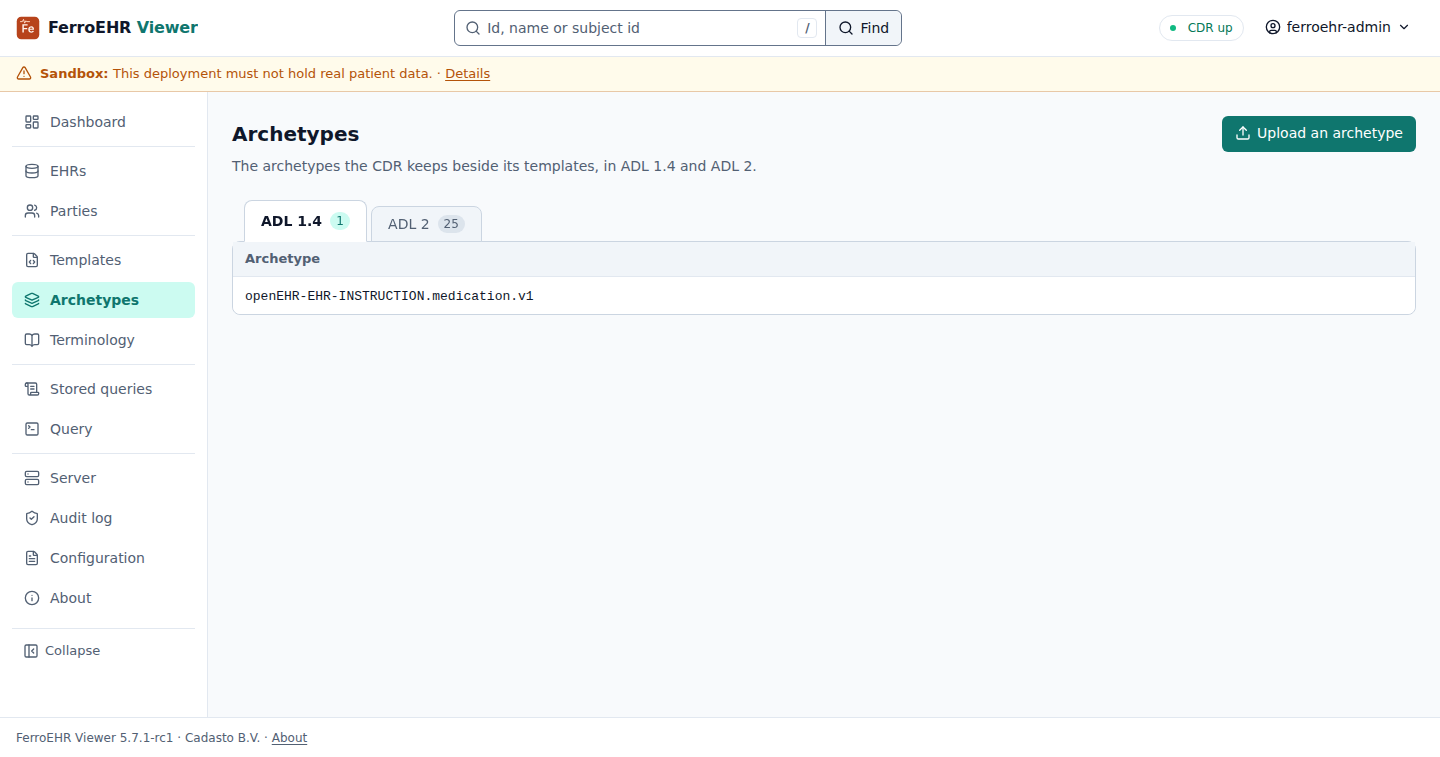 Fe FerroEHR Viewer
Id, name or subject id / Find
CDR up
ferroehr-admin
Sandbox: This deployment must not hold real patient data. · Details
Dashboard
EHRs
Parties
Templates
Archetypes
Terminology
Stored queries
Query
Server
Audit log
Configuration
About
Collapse
Archetypes
Upload an archetype
The archetypes the CDR keeps beside its templates, in ADL 1.4 and ADL 2.
ADL 1.4 1
ADL 2 25
Archetype
openEHR-EHR-INSTRUCTION.medication.v1
FerroEHR Viewer 5.7.1-rc1 · Cadasto B.V. · About